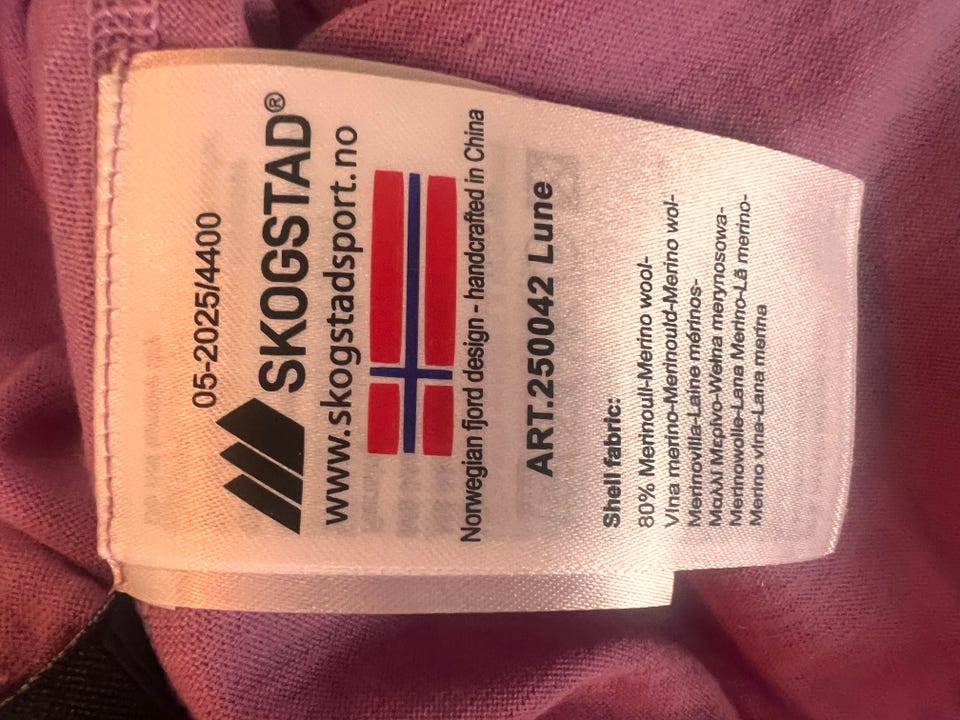 05-2025/4400
SKOGSTAD®
www.skogstadsport.no
Norwegian fjord design - handcrafted in China
ART.250042 Lune
Shell fabric:
80% Merinoull-Merino wool-
Vlna merino-Merinould-Merino wol-
Merinovilla-Laine mérinos-
Μαλλί Μερίνο-Wełna merynosowa-
Merinowolle-Lana Merino-Lã merino-
Merino vlna-Lana merina